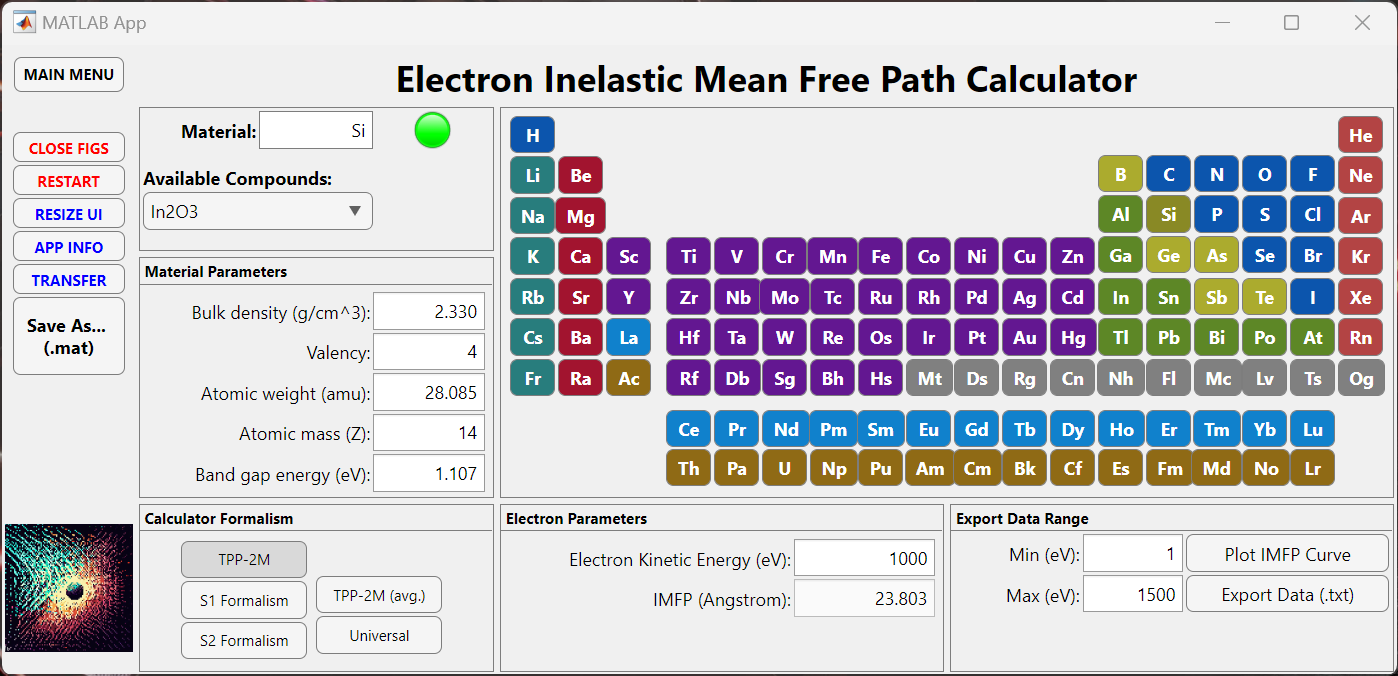 MATLAB App
MAIN MENU
Electron Inelastic Mean Free Path Calculator
CLOSE FIGS
RESTART
RESIZE UI
APP INFO
TRANSFER
Save As...
(.mat)
Material: Si
Available Compounds:
In2O3
Material Parameters
Bulk density (g/cm^3): 2.330
Valency: 4
Atomic weight (amu): 28.085
Atomic mass (Z): 14
Band gap energy (eV): 1.107
H He
Li Be B C N O F Ne
Na Mg Al Si P S Cl Ar
K Ca Sc Ti V Cr Mn Fe Co Ni Cu Zn Ga Ge As Se Br Kr
Rb Sr Y Zr Nb Mo Tc Ru Rh Pd Ag Cd In Sn Sb Te I Xe
Cs Ba La Hf Ta W Re Os Ir Pt Au Hg Tl Pb Bi Po At Rn
Fr Ra Ac Rf Db Sg Bh Hs Mt Ds Rg Cn Nh Fl Mc Lv Ts Og
Ce Pr Nd Pm Sm Eu Gd Tb Dy Ho Er Tm Yb Lu
Th Pa U Np Pu Am Cm Bk Cf Es Fm Md No Lr
Calculator Formalism
TPP-2M
S1 Formalism
S2 Formalism
TPP-2M (avg.)
Universal
Electron Parameters
Electron Kinetic Energy (eV): 1000
IMFP (Angstrom): 23.803
Export Data Range
Min (eV): 1 Plot IMFP Curve
Max (eV): 1500 Export Data (.txt)